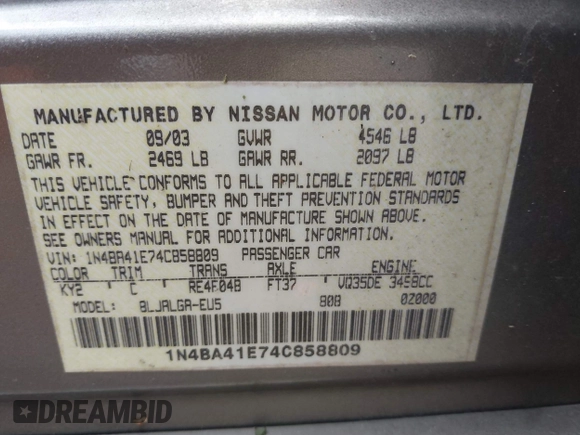 MANUFACTURED BY NISSAN MOTOR CO., LTD.
DATE 09/03 GVWR 4546 LB
GAWR FR. 2469 LB GAWR RR. 2097 LB
THIS VEHICLE CONFORMS TO ALL APPLICABLE FEDERAL MOTOR
VEHICLE SAFETY, BUMPER AND THEFT PREVENTION STANDARDS
IN EFFECT ON THE DATE OF MANUFACTURE SHOWN ABOVE.
SEE OWNERS MANUAL FOR ADDITIONAL INFORMATION.
VIN: 1N4BA41E74C858809 PASSENGER CAR
COLOR TRIM TRANS AXLE ENGINE
KY2 C RE4F04B FT37 VQ35DE 3498CC
MODEL: BLJALGA-EU5 808 0Z000
1N4BA41E74C858809
DREAMBID